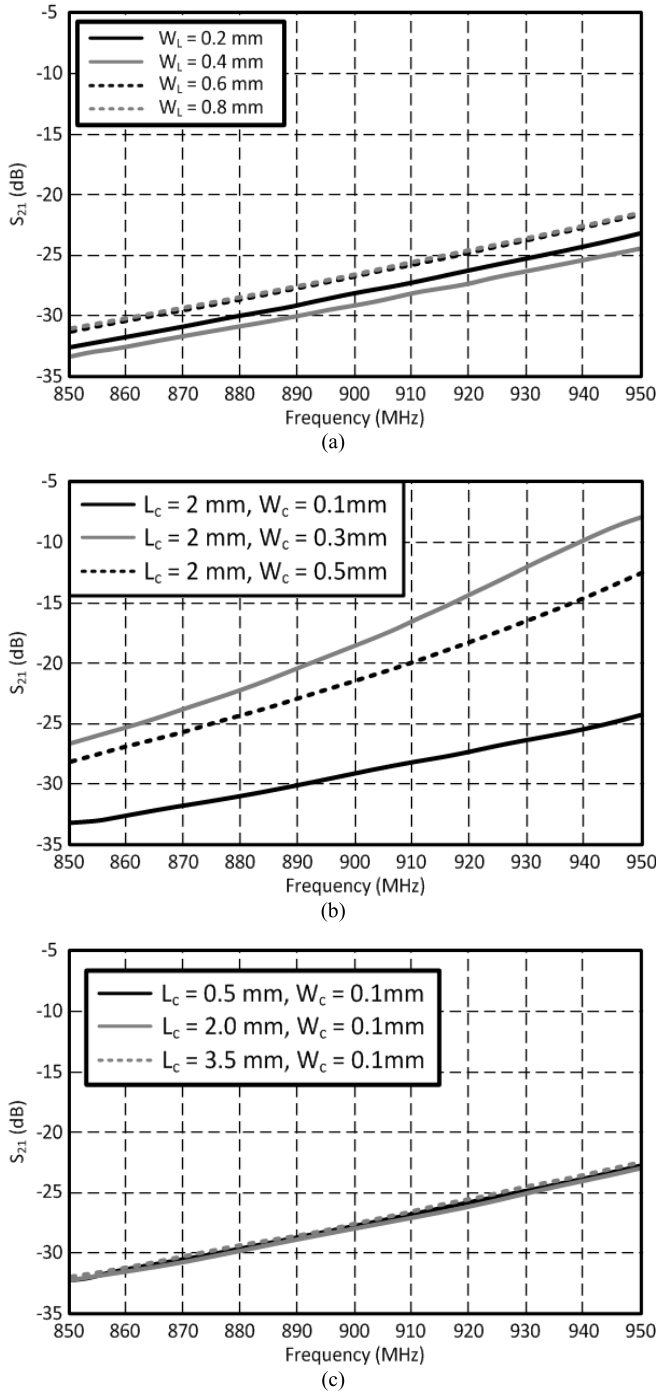 -5
-10
-15
-20
-25
-30
-35
S21 (dB)
WL = 0.2 mm
WL = 0.4 mm
WL = 0.6 mm
WL = 0.8 mm
850 860 870 880 890 900 910 920 930 940 950
Frequency (MHz)
(a)
-5
-10
-15
-20
-25
-30
-35
S21 (dB)
Lc = 2 mm, Wc = 0.1mm
Lc = 2 mm, Wc = 0.3mm
Lc = 2 mm, Wc = 0.5mm
850 860 870 880 890 900 910 920 930 940 950
Frequency (MHz)
(b)
-5
-10
-15
-20
-25
-30
-35
S21 (dB)
Lc = 0.5 mm, Wc = 0.1mm
Lc = 2.0 mm, Wc = 0.1mm
Lc = 3.5 mm, Wc = 0.1mm
850 860 870 880 890 900 910 920 930 940 950
Frequency (MHz)
(c)